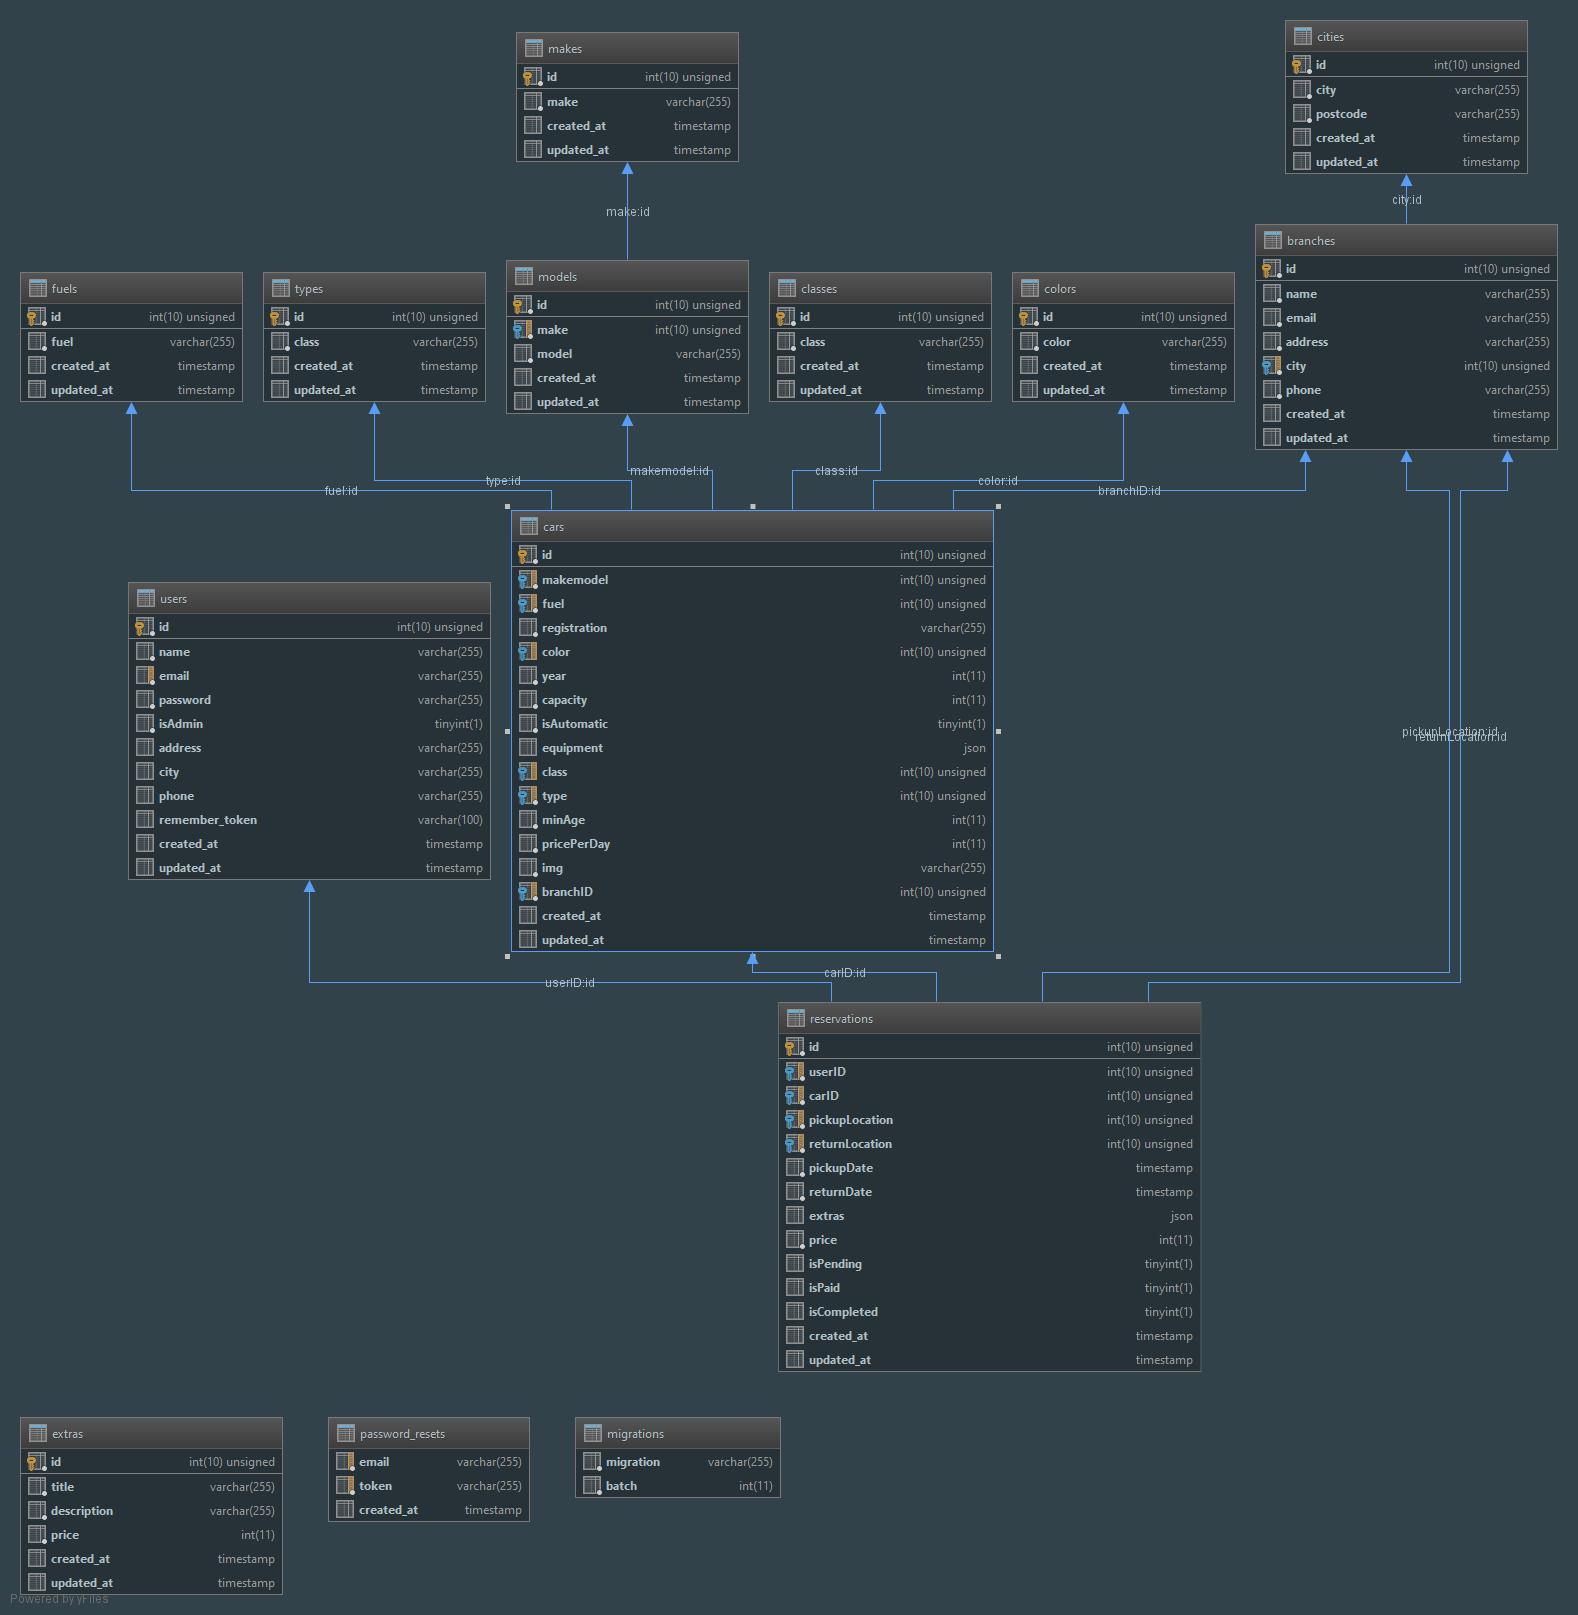 makes
id int(10) unsigned
make varchar(255)
created_at timestamp
updated_at timestamp
cities
id int(10) unsigned
city varchar(255)
postcode varchar(255)
created_at timestamp
updated_at timestamp
make:id
city:id
fuels
id int(10) unsigned
fuel varchar(255)
created_at timestamp
updated_at timestamp
types
id int(10) unsigned
class varchar(255)
created_at timestamp
updated_at timestamp
models
id int(10) unsigned
make int(10) unsigned
model varchar(255)
created_at timestamp
updated_at timestamp
classes
id int(10) unsigned
class varchar(255)
created_at timestamp
updated_at timestamp
colors
id int(10) unsigned
color varchar(255)
created_at timestamp
updated_at timestamp
branches
id int(10) unsigned
name varchar(255)
email varchar(255)
address varchar(255)
city int(10) unsigned
phone varchar(255)
created_at timestamp
updated_at timestamp
fuel:id
type:id
makemodel:id
class:id
color:id
branchID:id
cars
id int(10) unsigned
makemodel int(10) unsigned
fuel int(10) unsigned
registration varchar(255)
color int(10) unsigned
year int(11)
capacity int(11)
isAutomatic tinyint(1)
equipment json
class int(10) unsigned
type int(10) unsigned
minAge int(11)
pricePerDay int(11)
img varchar(255)
branchID int(10) unsigned
created_at timestamp
updated_at timestamp
users
id int(10) unsigned
name varchar(255)
email varchar(255)
password varchar(255)
isAdmin tinyint(1)
address varchar(255)
city varchar(255)
phone varchar(255)
remember_token varchar(100)
created_at timestamp
updated_at timestamp
pickupLocation:id
returnLocation:id
userID:id
carID:id
reservations
id int(10) unsigned
userID int(10) unsigned
carID int(10) unsigned
pickupLocation int(10) unsigned
returnLocation int(10) unsigned
pickupDate timestamp
returnDate timestamp
extras json
price int(11)
isPending tinyint(1)
isPaid tinyint(1)
isCompleted tinyint(1)
created_at timestamp
updated_at timestamp
extras
id int(10) unsigned
title varchar(255)
description varchar(255)
price int(11)
created_at timestamp
updated_at timestamp
password_resets
email varchar(255)
token varchar(255)
created_at timestamp
migrations
migration varchar(255)
batch int(11)
Powered by yFiles